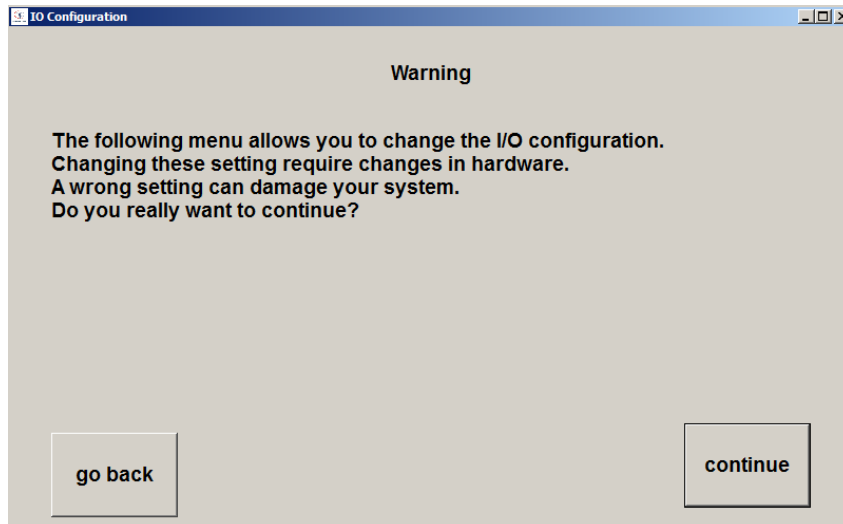 IO Configuration
Warning
The following menu allows you to change the I/O configuration.
Changing these setting require changes in hardware.
A wrong setting can damage your system.
Do you really want to continue?
go back
continue